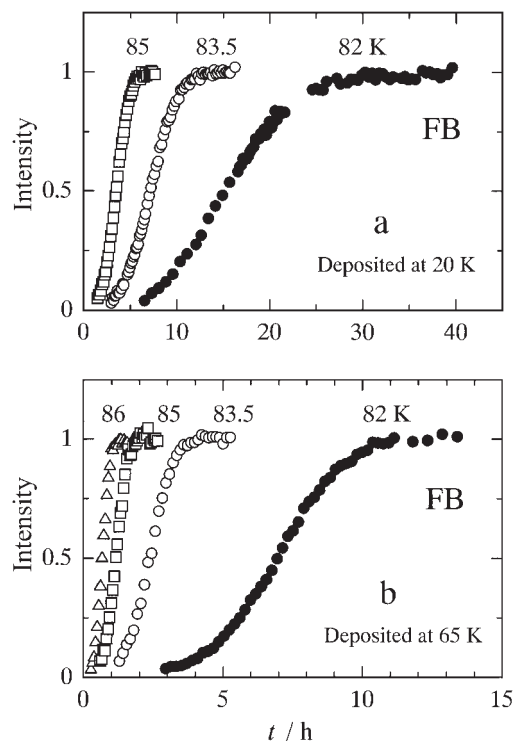 85 83.5 82 K
1
Intensity
0.5
0
FB
a
Deposited at 20 K
0 10 20 30 40
86 85 83.5 82 K
1
Intensity
0.5
0
FB
b
Deposited at 65 K
0 5 10 15
t / h